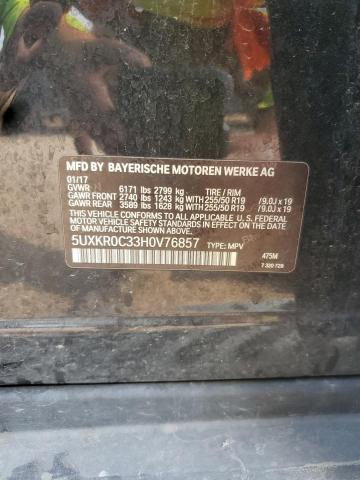 MFD BY BAYERISCHE MOTOREN WERKE AG
01/17
GVWR 6171 lbs 2799 kg TIRE / RIM
GAWR FRONT 2740 lbs 1243 kg WITH 255/50 R19 /9.0J x 19
GAWR REAR 3589 lbs 1628 kg WITH 255/50 R19 /9.0J x 19
THIS VEHICLE CONFORMS TO ALL APPLICABLE U.S. FEDERAL
MOTOR VEHICLE SAFETY STANDARDS IN EFFECT ON THE
DATE OF MANUFACTURE SHOWN ABOVE.
5UXKR0C33H0V76857 TYPE: MPV
475M
7 320 729